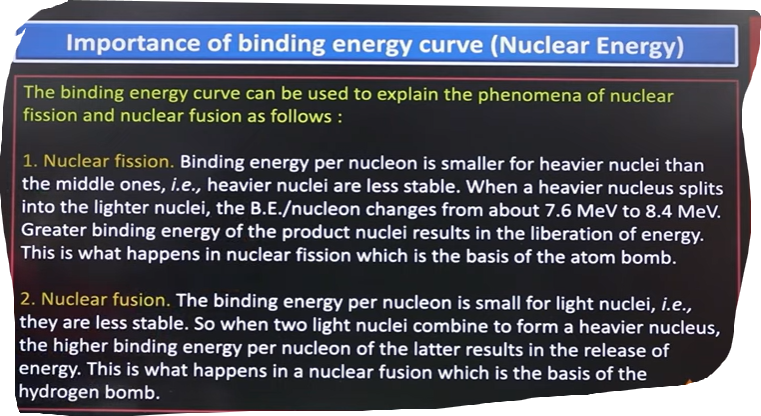 Importance of binding energy curve (Nuclear Energy)
The binding energy curve can be used to explain the phenomena of nuclear
fission and nuclear fusion as follows :
1. Nuclear fission. Binding energy per nucleon is smaller for heavier nuclei than
the middle ones, i.e., heavier nuclei are less stable. When a heavier nucleus splits
into the lighter nuclei, the B.E./nucleon changes from about 7.6 MeV to 8.4 MeV.
Greater binding energy of the product nuclei results in the liberation of energy.
This is what happens in nuclear fission which is the basis of the atom bomb.
2. Nuclear fusion. The binding energy per nucleon is small for light nuclei, i.e.,
they are less stable. So when two light nuclei combine to form a heavier nucleus,
the higher binding energy per nucleon of the latter results in the release of
energy. This is what happens in a nuclear fusion which is the basis of the
hydrogen bomb.